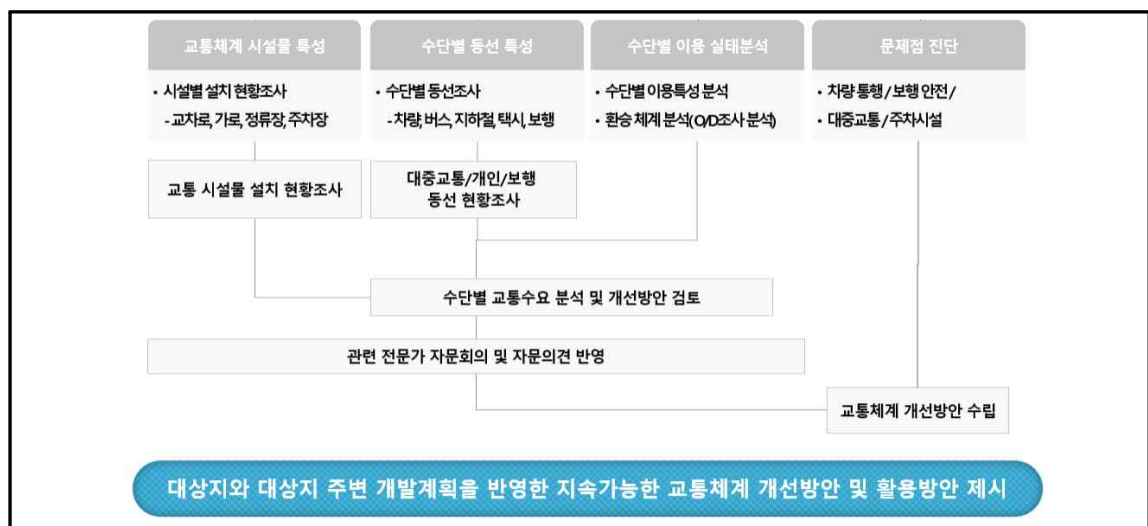 교통체계 시설물 특성
• 시설별 설치 현황조사
- 교차로, 가로, 정류장, 주차장
교통 시설물 설치 현황조사
수단별 동선 특성
• 수단별 동선조사
- 차량, 버스, 지하철, 택시, 보행
대중교통/개인/보행
동선 현황조사
수단별 이용 실태분석
• 수단별 이용특성 분석
• 환승 체계 분석(O/D조사 분석)
문제점 진단
• 차량 통행 / 보행 안전 /
• 대중교통 / 주차시설
수단별 교통수요 분석 및 개선방안 검토
관련 전문가 자문회의 및 자문의견 반영
교통체계 개선방안 수립
대상지와 대상지 주변 개발계획을 반영한 지속가능한 교통체계 개선방안 및 활용방안 제시